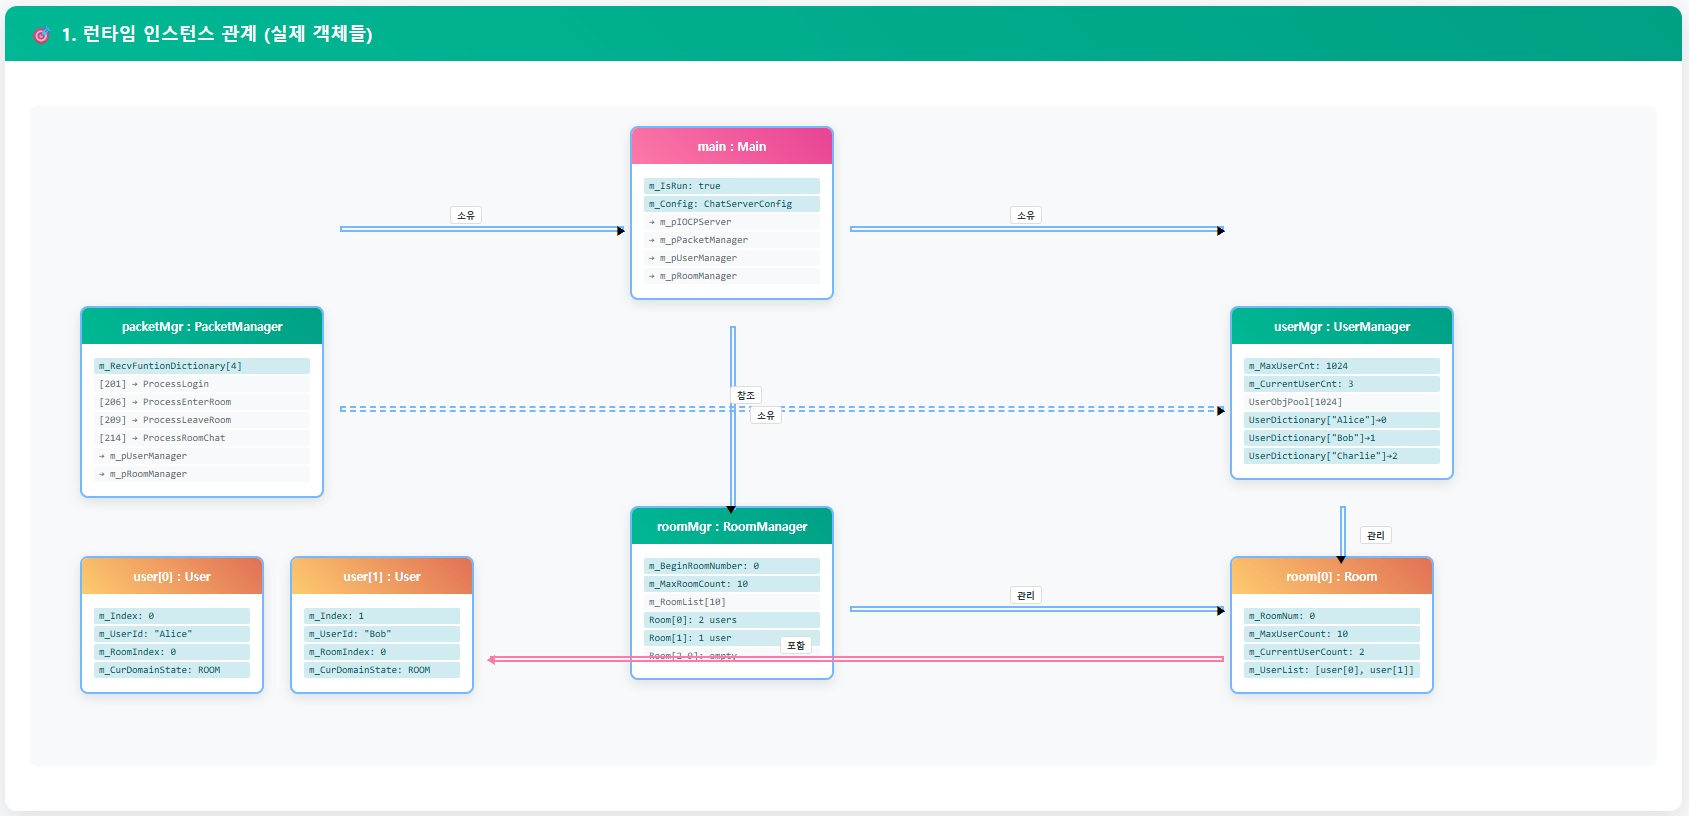 🎯 1. 런타임 인스턴스 관계 (실제 객체들)
main : Main
m_IsRun: true
m_Config: ChatServerConfig
→ m_pIOCPServer
→ m_pPacketManager
→ m_pUserManager
→ m_pRoomManager
소유
소유
packetMgr : PacketManager
m_RecvFuntionDictionary[4]
[201] → ProcessLogin
[206] → ProcessEnterRoom
[209] → ProcessLeaveRoom
[214] → ProcessRoomChat
→ m_pUserManager
→ m_pRoomManager
참조
소유
userMgr : UserManager
m_MaxUserCnt: 1024
m_CurrentUserCnt: 3
UserObjPool[1024]
UserDictionary["Alice"]→0
UserDictionary["Bob"]→1
UserDictionary["Charlie"]→2
관리
user[0] : User
m_Index: 0
m_UserId: "Alice"
m_RoomIndex: 0
m_CurDomainState: ROOM
user[1] : User
m_Index: 1
m_UserId: "Bob"
m_RoomIndex: 0
m_CurDomainState: ROOM
roomMgr : RoomManager
m_BeginRoomNumber: 0
m_MaxRoomCount: 10
m_RoomList[10]
Room[0]: 2 users
Room[1]: 1 user
Room[2-9]: empty
포함
관리
room[0] : Room
m_RoomNum: 0
m_MaxUserCount: 10
m_CurrentUserCount: 2
m_UserList: [user[0], user[1]]